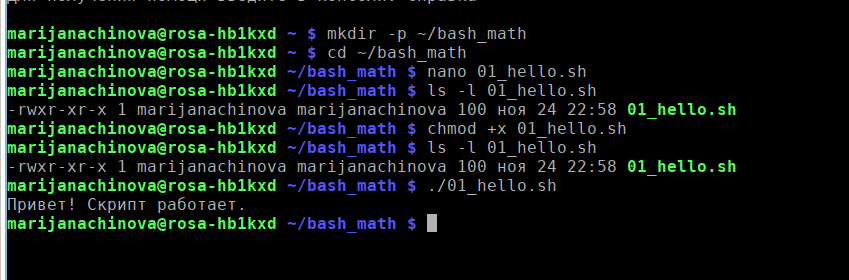 marijanachinova@rosa-hb1kxd ~ $ mkdir -p ~/bash_math
marijanachinova@rosa-hb1kxd ~ $ cd ~/bash_math
marijanachinova@rosa-hb1kxd ~/bash_math $ nano 01_hello.sh
marijanachinova@rosa-hb1kxd ~/bash_math $ ls -l 01_hello.sh
-rwxr-xr-x 1 marijanachinova marijanachinova 100 ноя 24 22:58 01_hello.sh
marijanachinova@rosa-hb1kxd ~/bash_math $ chmod +x 01_hello.sh
marijanachinova@rosa-hb1kxd ~/bash_math $ ls -l 01_hello.sh
-rwxr-xr-x 1 marijanachinova marijanachinova 100 ноя 24 22:58 01_hello.sh
marijanachinova@rosa-hb1kxd ~/bash_math $ ./01_hello.sh
Привет! Скрипт работает.
marijanachinova@rosa-hb1kxd ~/bash_math $